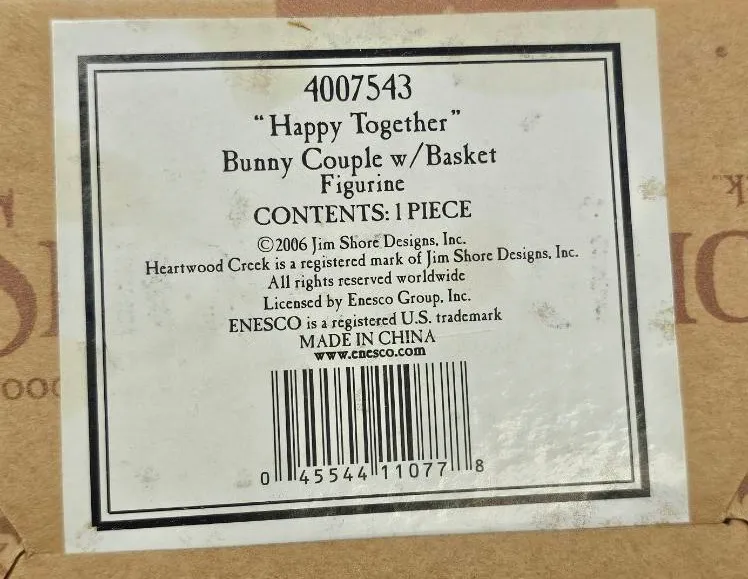 4007543
"Happy Together"
Bunny Couple w/Basket
Figurine
CONTENTS: 1 PIECE
©2006 Jim Shore Designs, Inc.
Heartwood Creek is a registered mark of Jim Shore Designs, Inc.
All rights reserved worldwide
Licensed by Enesco Group, Inc.
ENESCO is a registered U.S. trademark
MADE IN CHINA
www.enesco.com
0 45544 11077 8